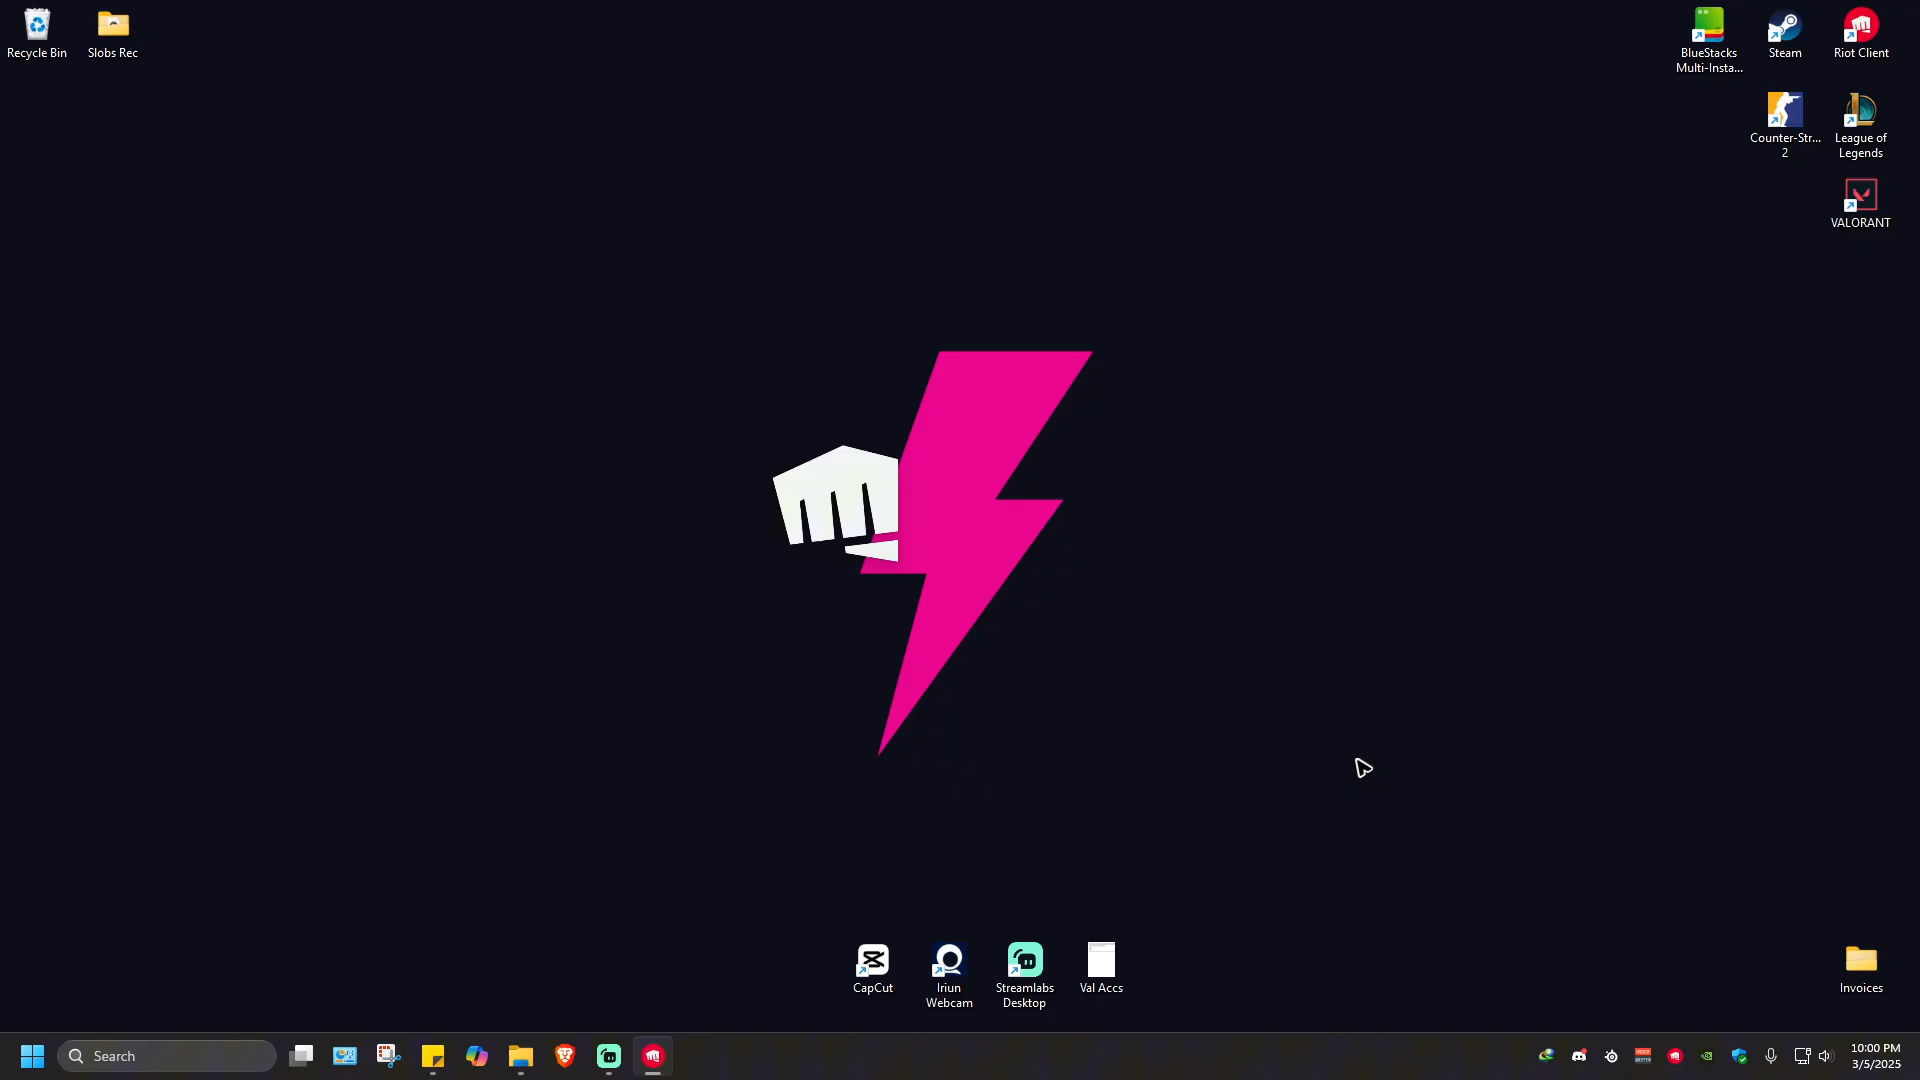 Recycle Bin
Slobs Rec
BlueStacks
Multi-Insta...
Steam
Riot Client
Counter-Str...
2
League of
Legends
VALORANT
CapCut
Iriun
Webcam
Streamlabs
Desktop
Val Accs
Invoices
Search
10:00 PM
3/5/2025